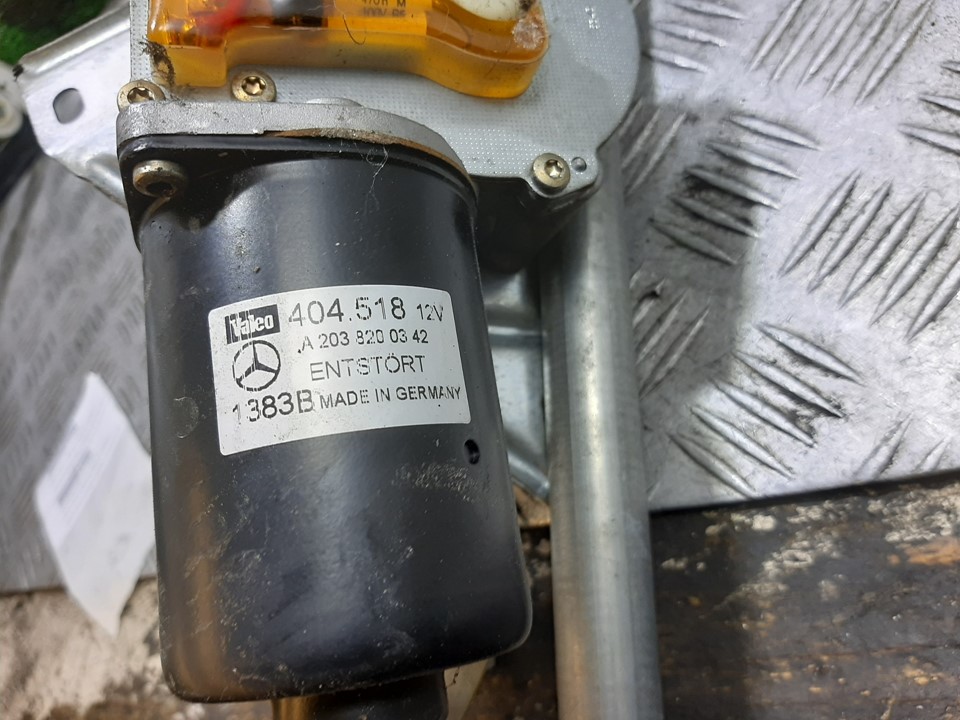 Valeo 404.518 12V
A 203 820 03 42
ENTSTÖRT
1383B MADE IN GERMANY